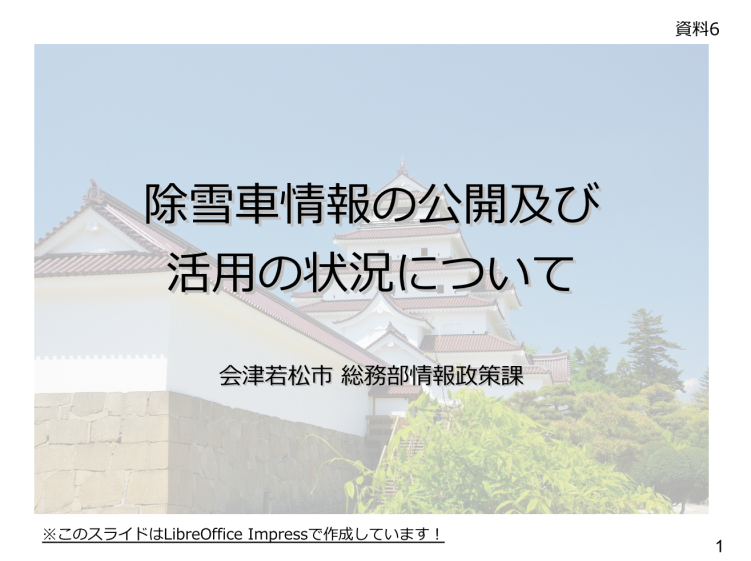 資料6
除雪車情報の公開及び
活用の状況について
会津若松市 総務部情報政策課
※このスライドはLibreOffice Impressで作成しています！
1